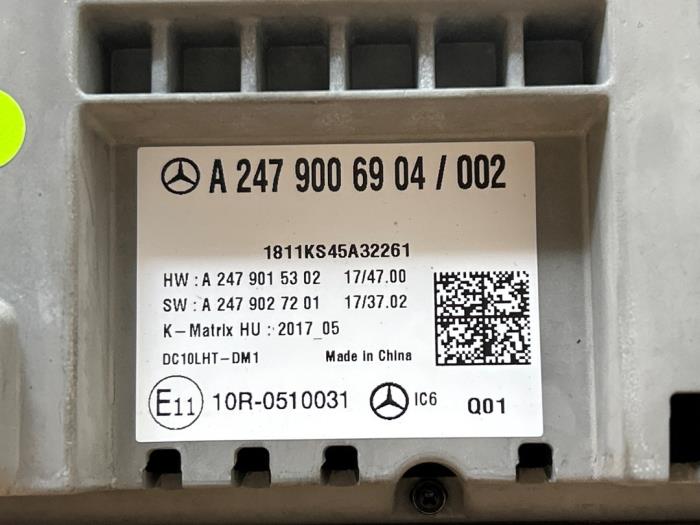 A 247 900 69 04 / 002
1811KS45A32261
HW : A 247 901 53 02 17/47.00
SW : A 247 902 72 01 17/37.02
K-Matrix HU : 2017_05
DC10LHT-DM1 Made in China
E11 10R-0510031 IC6 Q01